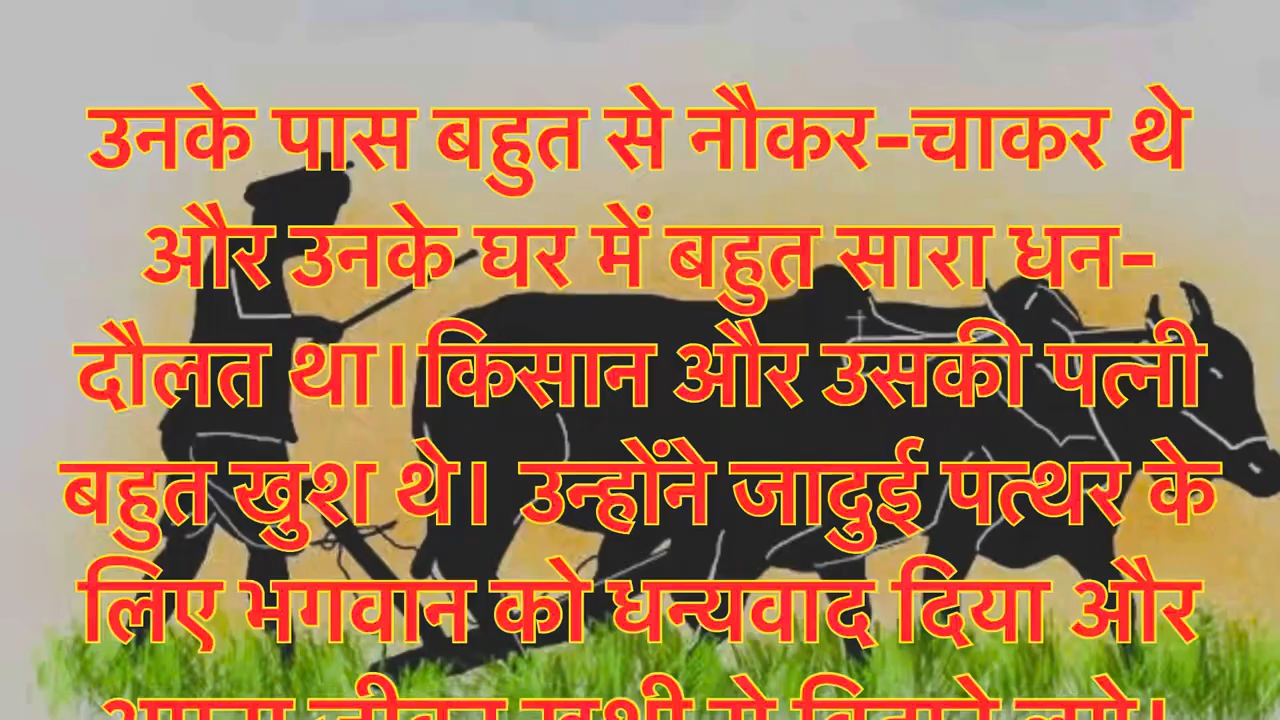 उनके पास बहुत से नौकर-चाकर थे
और उनके घर में बहुत सारा धन-
दौलत था।किसान और उसकी पत्नी
बहुत खुश थे। उन्होंने जादुई पत्थर के
लिए भगवान को धन्यवाद दिया और